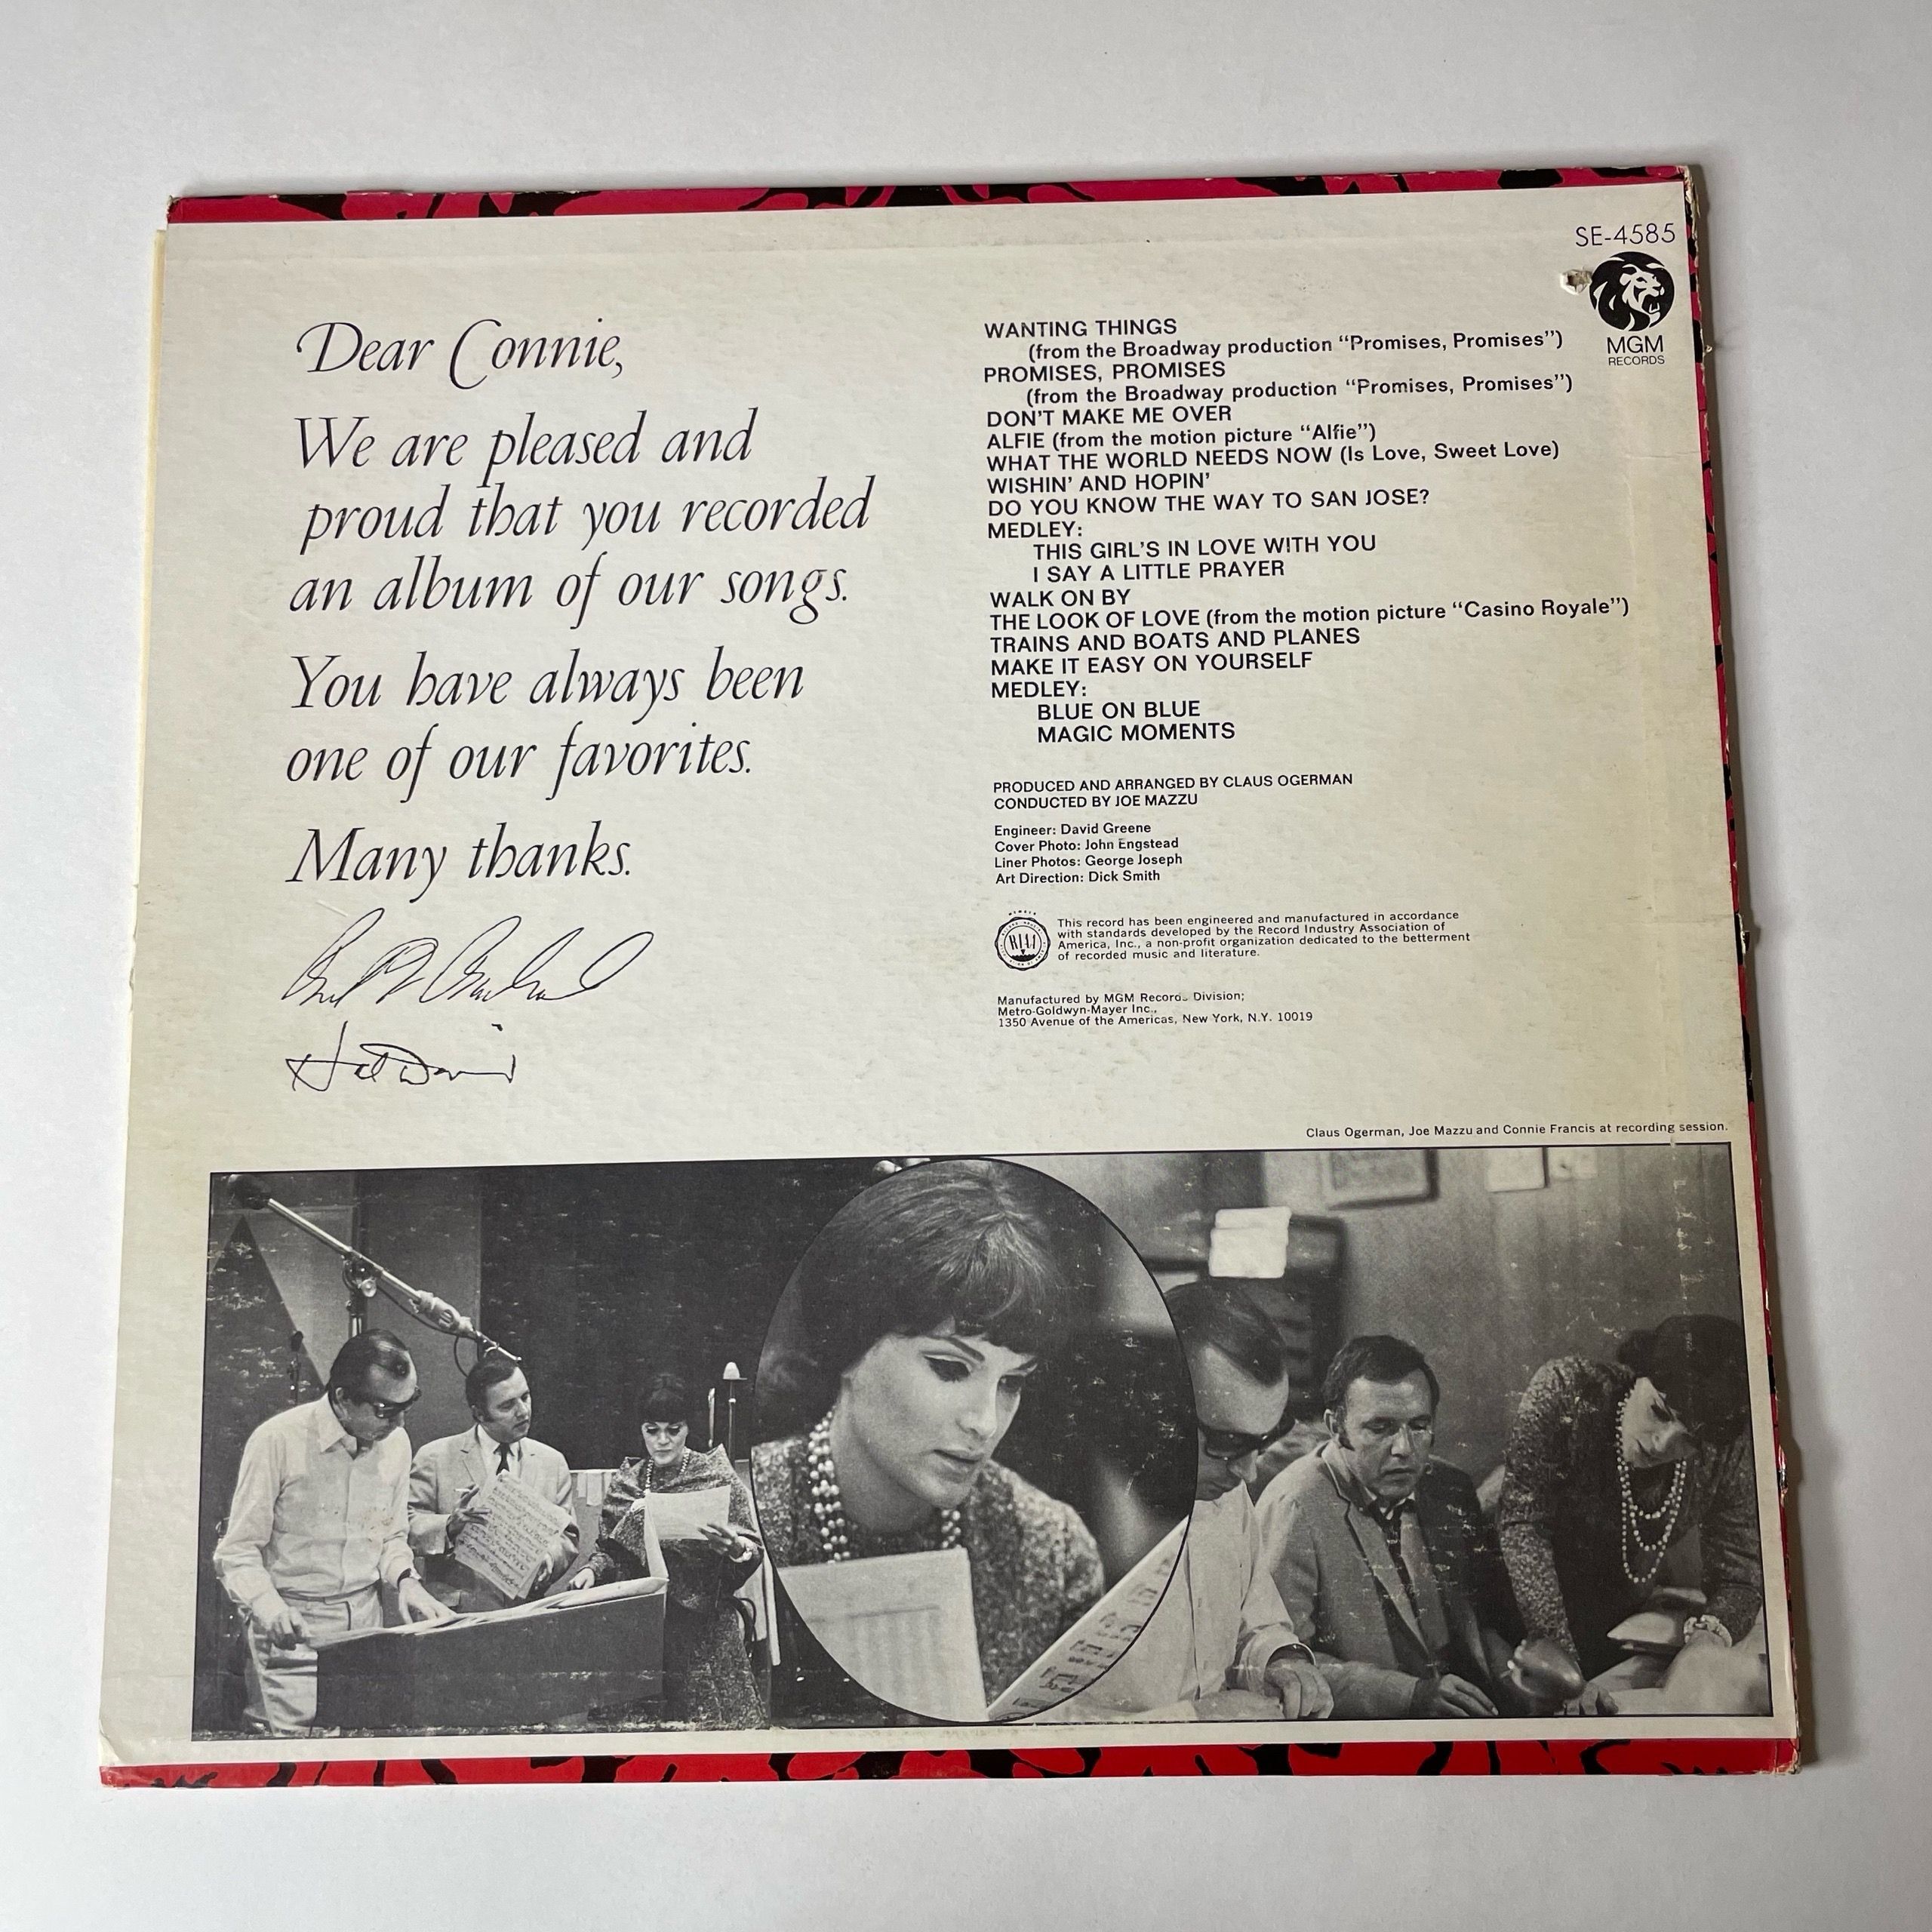 SE-4585
MGM
RECORDS
Dear Connie,
We are pleased and
proud that you recorded
an album of our songs.
You have always been
one of our favorites.
Many thanks.
Hal David
WANTING THINGS
(from the Broadway production "Promises, Promises")
PROMISES, PROMISES
(from the Broadway production "Promises, Promises")
DON'T MAKE ME OVER
ALFIE (from the motion picture "Alfie")
WHAT THE WORLD NEEDS NOW (Is Love, Sweet Love)
WISHIN' AND HOPIN'
DO YOU KNOW THE WAY TO SAN JOSE?
MEDLEY:
THIS GIRL'S IN LOVE WITH YOU
I SAY A LITTLE PRAYER
WALK ON BY
THE LOOK OF LOVE (from the motion picture "Casino Royale")
TRAINS AND BOATS AND PLANES
MAKE IT EASY ON YOURSELF
MEDLEY:
BLUE ON BLUE
MAGIC MOMENTS
PRODUCED AND ARRANGED BY CLAUS OGERMAN
CONDUCTED BY JOE MAZZU
Engineer: David Greene
Cover Photo: John Engstead
Liner Photos: George Joseph
Art Direction: Dick Smith
MEMBER
RIAA
This record has been engineered and manufactured in accordance
with standards developed by the Record Industry Association of
America, Inc., a non-profit organization dedicated to the betterment
of recorded music and literature.
Manufactured by MGM Records Division;
Metro-Goldwyn-Mayer Inc.,
1350 Avenue of the Americas, New York, N.Y. 10019
Claus Ogerman, Joe Mazzu and Connie Francis at recording session.